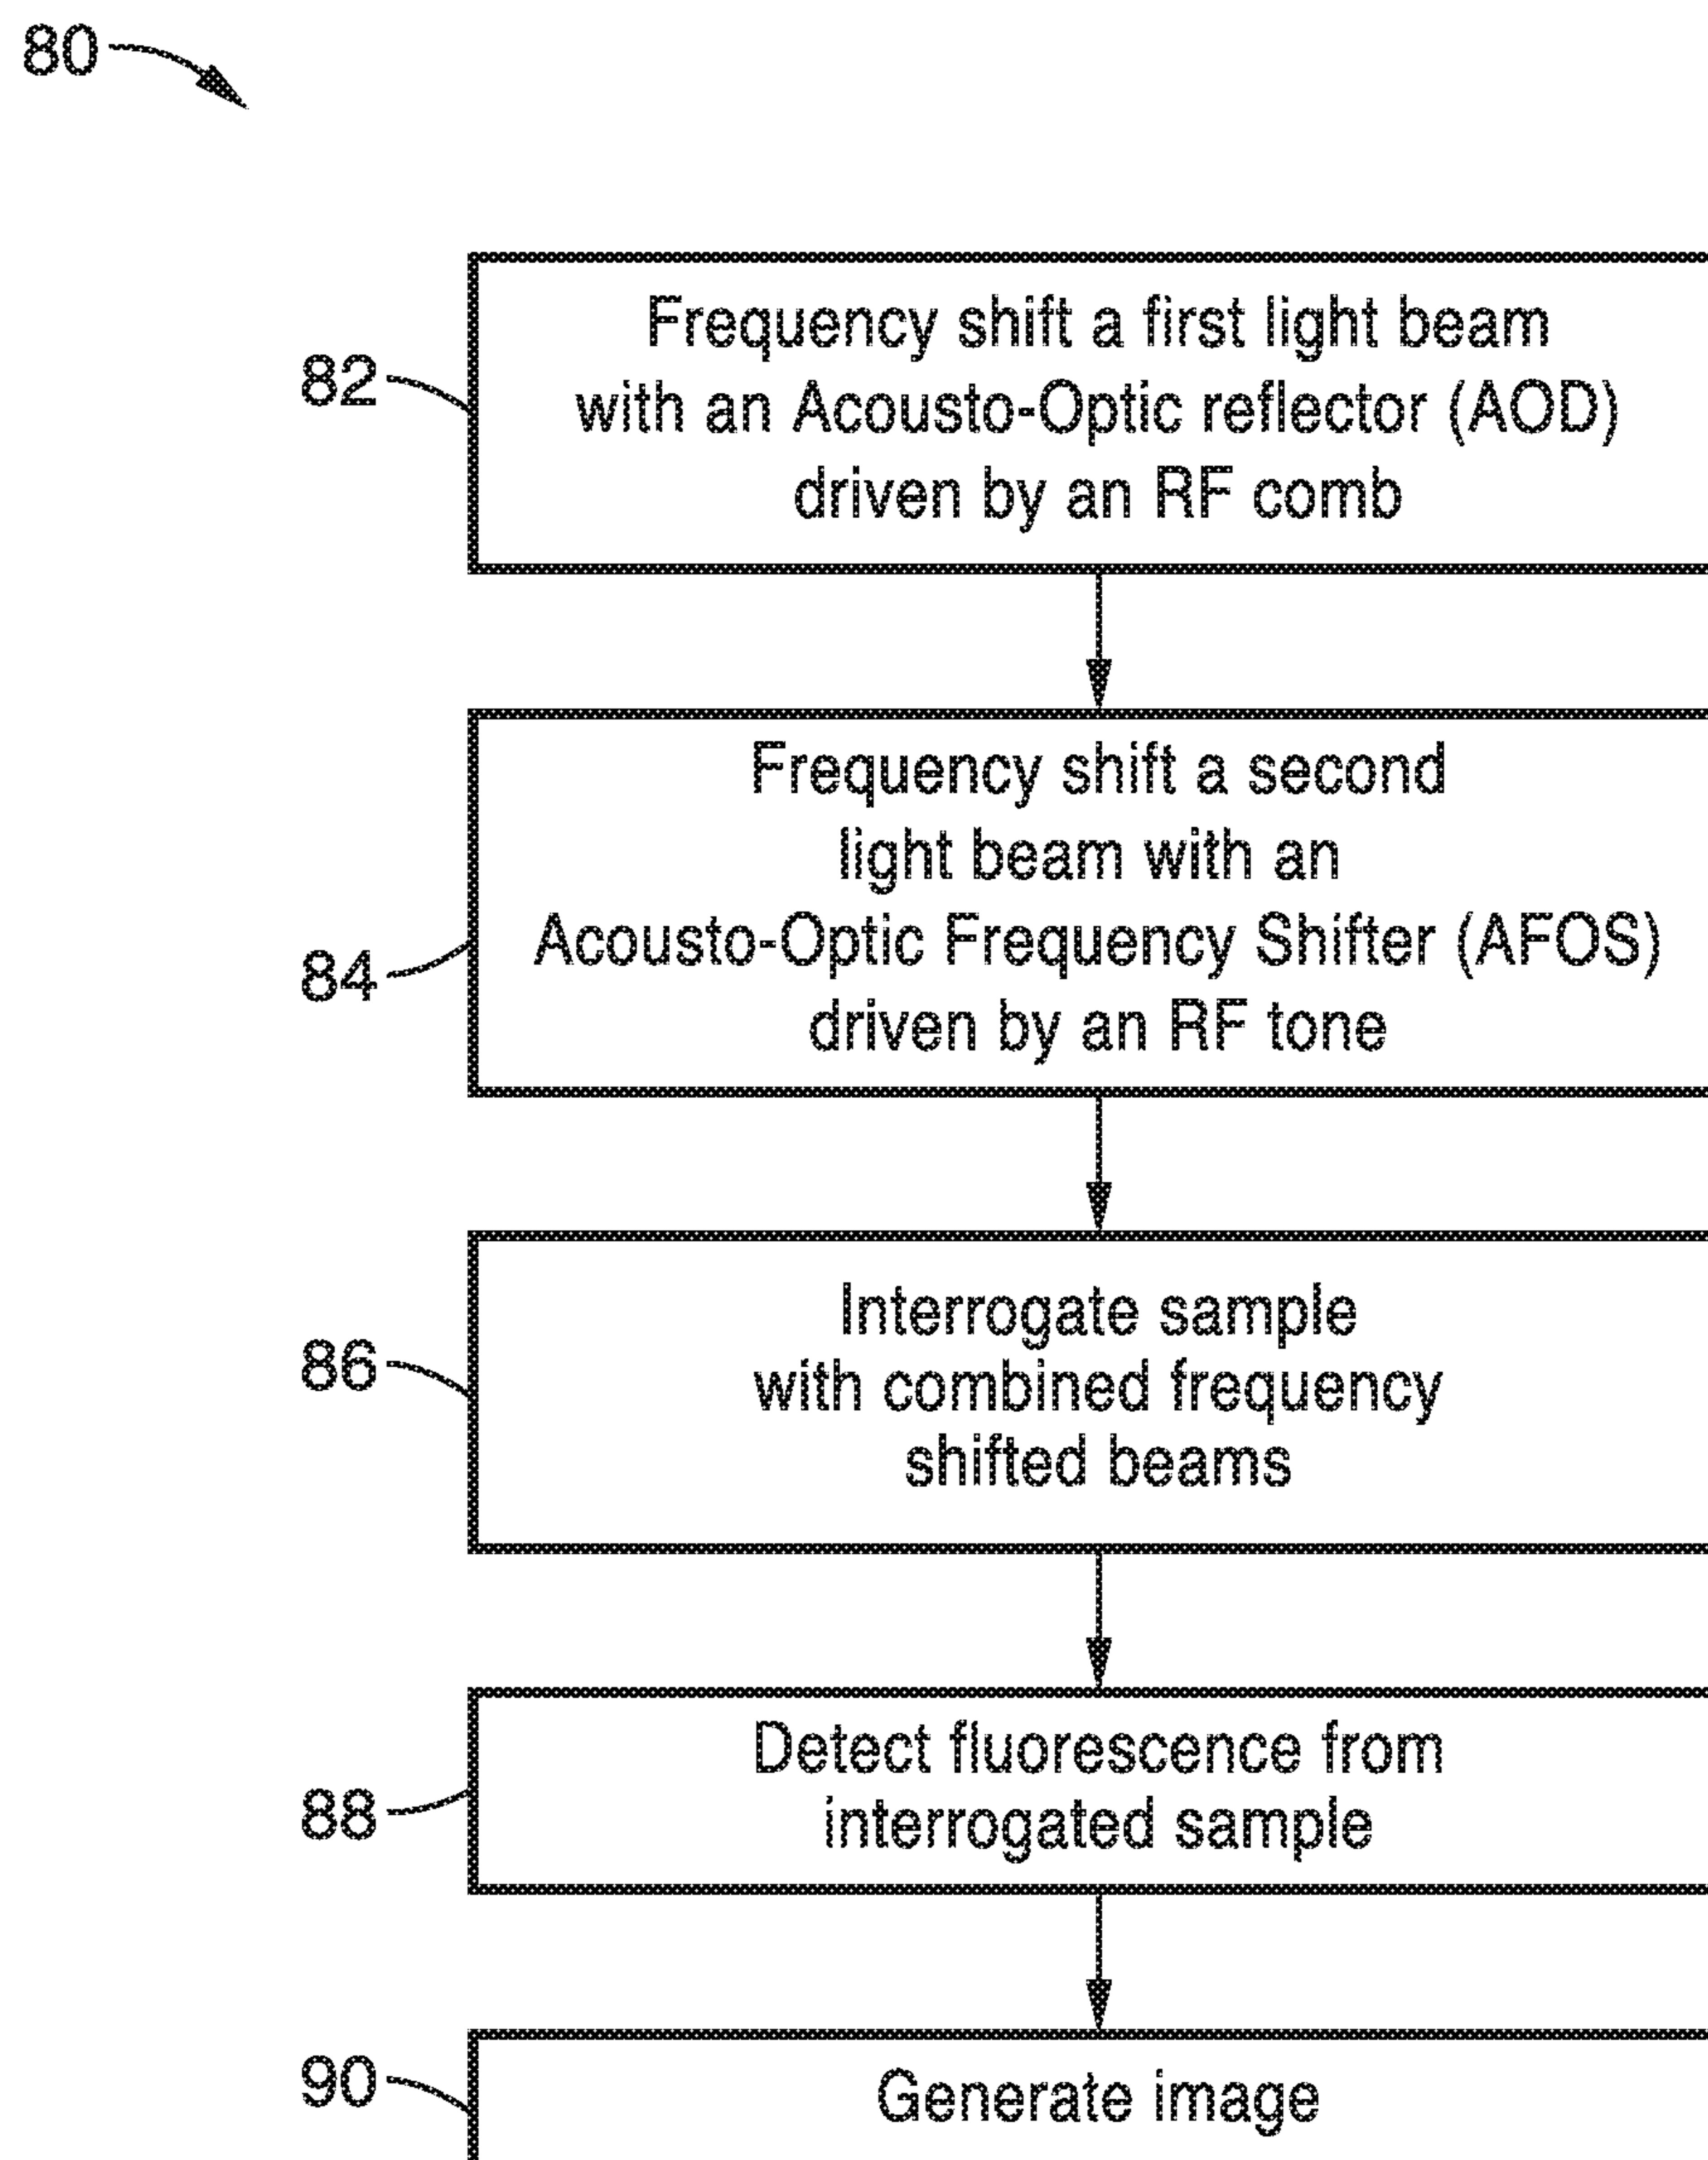 80
82
Frequency shift a first light beam
with an Acousto-Optic reflector (AOD)
driven by an RF comb
84
Frequency shift a second
light beam with an
Acousto-Optic Frequency Shifter (AFOS)
driven by an RF tone
86
Interrogate sample
with combined frequency
shifted beams
88
Detect fluorescence from
interrogated sample
90
Generate image